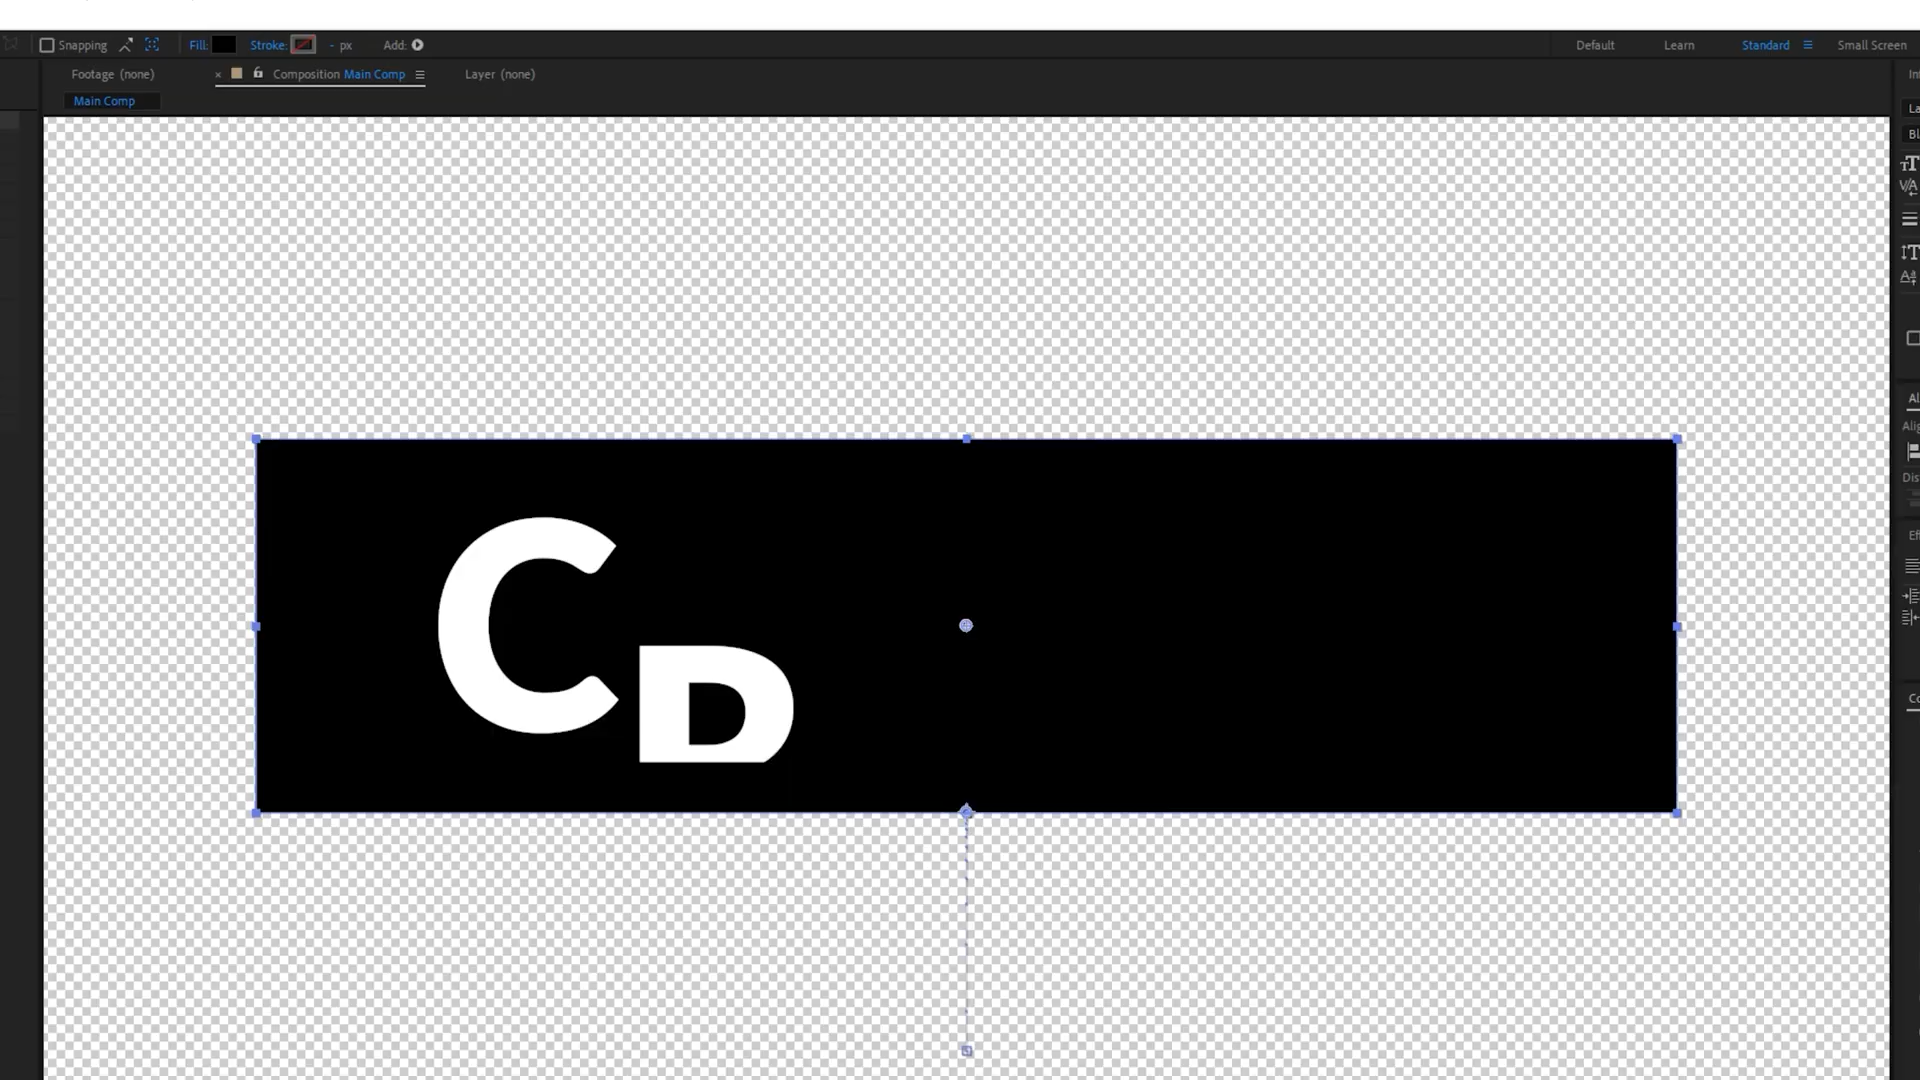 Snapping Fill: Stroke: - px Add: Default Learn Standard Small Screen
Footage (none) × Composition Main Comp Layer (none)
Main Comp
C